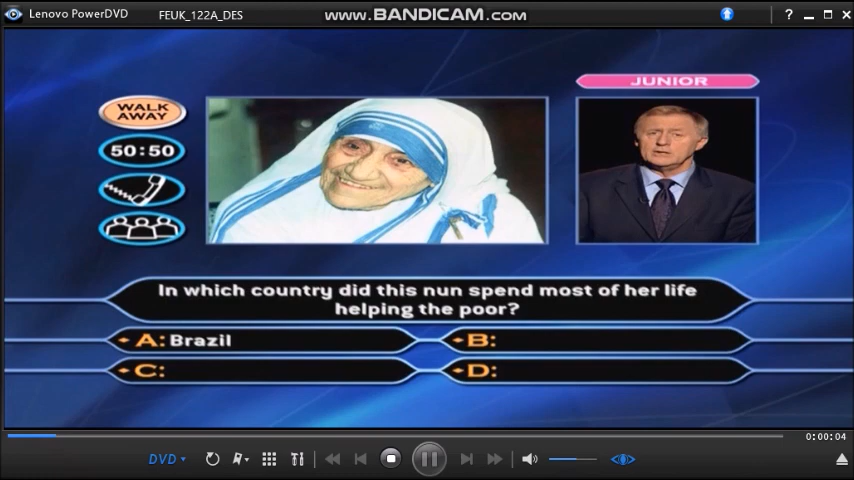 Lenovo PowerDVD
FEUK_122A_DES
www.BANDICAM.com
?
JUNIOR
WALK
AWAY
50:50
In which country did this nun spend most of her life
helping the poor?
A: Brazil
B:
C:
D:
0:00:04
DVD